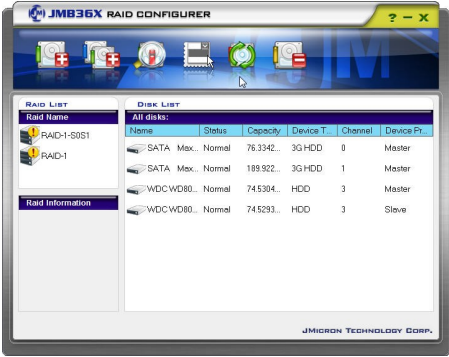 JM JMB36X RAID CONFIGURER
? – X
RAID LIST
Raid Name
RAID-1-S0S1
RAID-1
Raid Information
DISK LIST
All disks:
Name Status Capacity Device T... Channel Device Pr...
SATA Max... Normal 76.3342... 3G HDD 0 Master
SATA Max... Normal 189.922... 3G HDD 1 Master
WDC WD80... Normal 74.5304... HDD 3 Master
WDC WD80... Normal 74.5293... HDD 3 Slave
JMICRON TECHNOLOGY CORP.